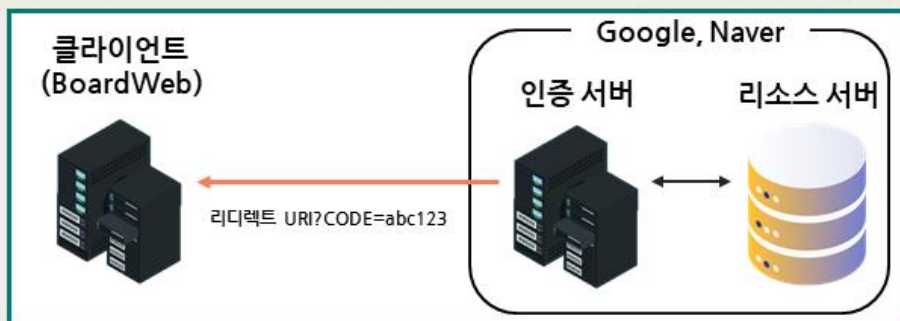 클라이언트
(BoardWeb)
Google, Naver
인증 서버
리소스 서버
리디렉트 URI?CODE=abc123